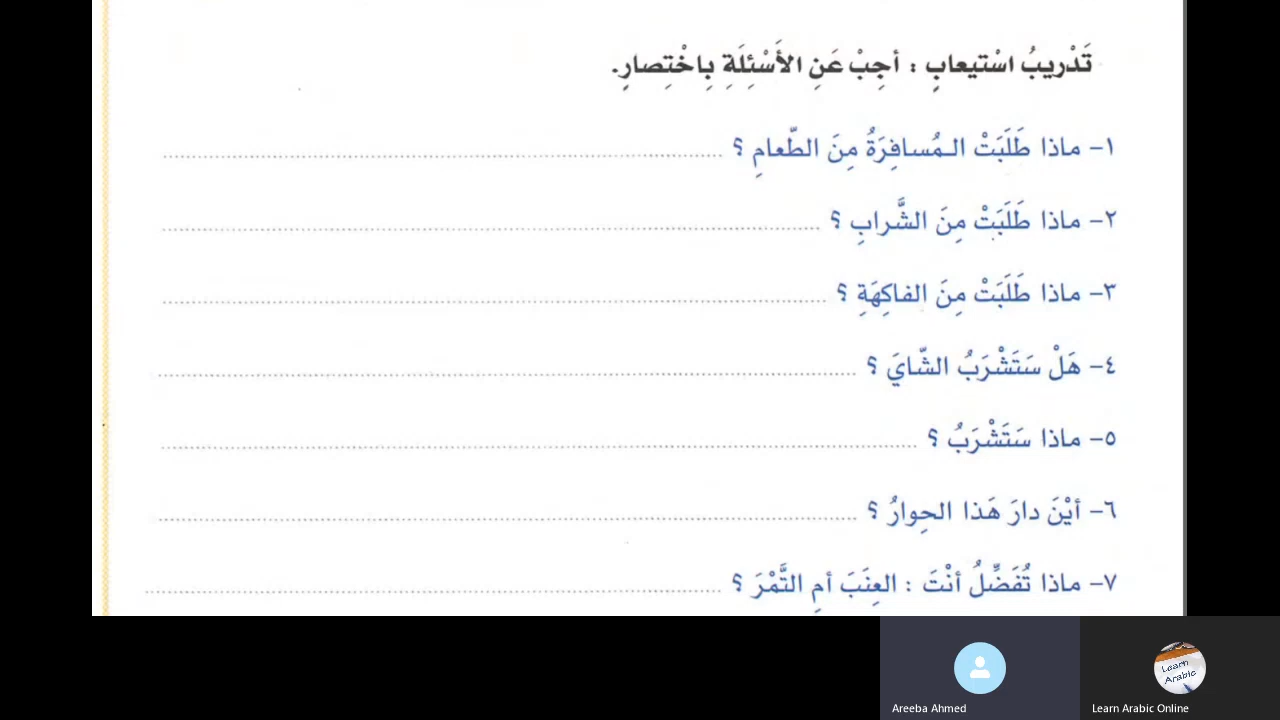 تَدْريبُ اسْتيعابٍ : أجِبْ عَنِ الأَسْئِلَةِ بِاخْتِصارٍ.
١- ماذا طَلَبَتْ الـمُسافِرَةُ مِنَ الطّعامِ ؟
٢- ماذا طَلَبَتْ مِنَ الشَّرابِ ؟
٣- ماذا طَلَبَتْ مِنَ الفاكِهَةِ ؟
٤- هَلْ سَتَشْرَبُ الشّايَ ؟
٥- ماذا سَتَشْرَبُ ؟
٦- أيْنَ دارَ هَذا الحِوارُ ؟
٧- ماذا تُفَضِّلُ أنْتَ : العِنَبَ أمِ التَّمْرَ ؟
Learn Arabic
Areeba Ahmed
Learn Arabic Online